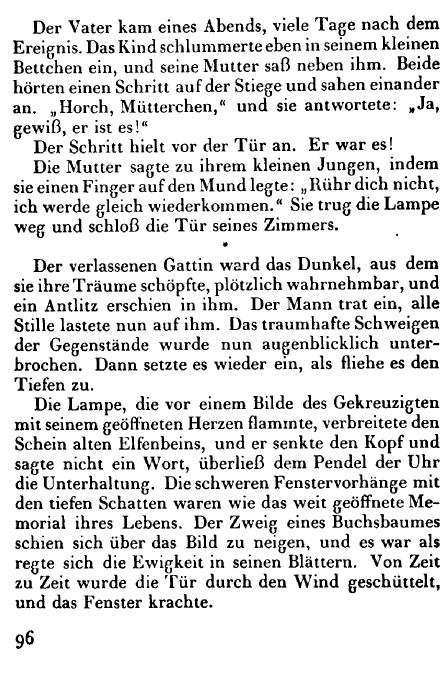 Der Vater kam eines Abends, viele Tage nach dem
Ereignis. Das Kind schlummerte eben in seinem kleinen
Bettchen ein, und seine Mutter saß neben ihm. Beide
hörten einen Schritt auf der Stiege und sahen einander
an. „Horch, Mütterchen,“ und sie antwortete: „Ja,
gewiß, er ist es!“
Der Schritt hielt vor der Tür an. Er war es!
Die Mutter sagte zu ihrem kleinen Jungen, indem
sie einen Finger auf den Mund legte: „Rühr dich nicht,
ich werde gleich wiederkommen.“ Sie trug die Lampe
weg und schloß die Tür seines Zimmers.
*
Der verlassenen Gattin ward das Dunkel, aus dem
sie ihre Träume schöpfte, plötzlich wahrnehmbar, und
ein Antlitz erschien in ihm. Der Mann trat ein, alle
Stille lastete nun auf ihm. Das traumhafte Schweigen
der Gegenstände wurde nun augenblicklich unter-
brochen. Dann setzte es wieder ein, als fliehe es den
Tiefen zu.
Die Lampe, die vor einem Bilde des Gekreuzigten
mit seinem geöffneten Herzen flammte, verbreitete den
Schein alten Elfenbeins, und er senkte den Kopf und
sagte nicht ein Wort, überließ dem Pendel der Uhr
die Unterhaltung. Die schweren Fenstervorhänge mit
den tiefen Schatten waren wie das weit geöffnete Me-
morial ihres Lebens. Der Zweig eines Buchsbaumes
schien sich über das Bild zu neigen, und es war als
regte sich die Ewigkeit in seinen Blättern. Von Zeit
zu Zeit wurde die Tür durch den Wind geschüttelt,
und das Fenster krachte.
96